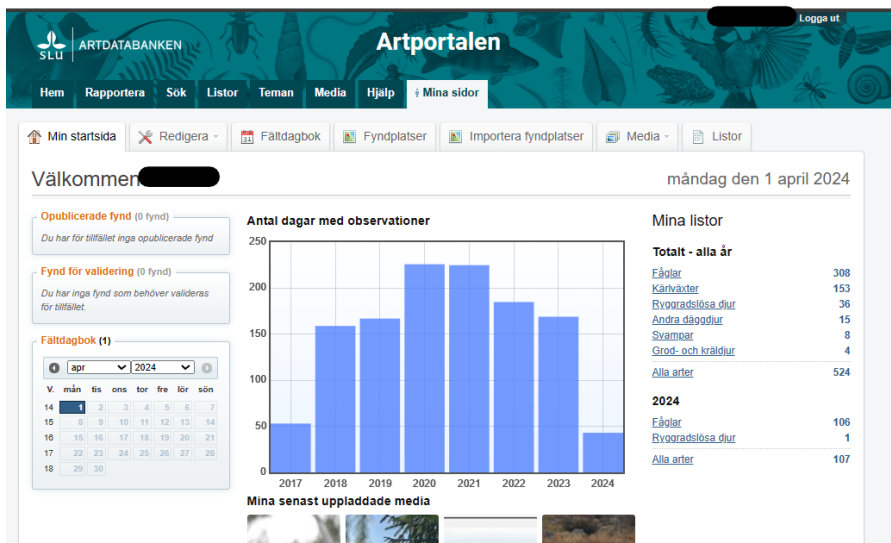 Logga ut
SLU ARTDATABANKEN
Artportalen
Hem Rapportera Sök Listor Teman Media Hjälp Mina sidor
Min startsida Redigera Fältdagbok Fyndplatser Importera fyndplatser Media Listor
Välkommen
måndag den 1 april 2024
Opublicerade fynd (0 fynd)
Du har för tillfället inga opublicerade fynd
Fynd för validering (0 fynd)
Du har inga fynd som behöver valideras
för tillfället.
Fältdagbok (1)
apr 2024
V. mån tis ons tor fre lör sön
14 1 2 3 4 5 6 7
15 8 9 10 11 12 13 14
16 15 16 17 18 19 20 21
17 22 23 24 25 26 27 28
18 29 30
Antal dagar med observationer
250
200
150
100
50
0
2017 2018 2019 2020 2021 2022 2023 2024
Mina senast uppladdade media
Mina listor
Totalt - alla år
Fåglar 308
Kärlväxter 153
Ryggradslösa djur 36
Andra däggdjur 15
Svampar 8
Grod- och kräldjur 4
Alla arter 524
2024
Fåglar 106
Ryggradslösa djur 1
Alla arter 107